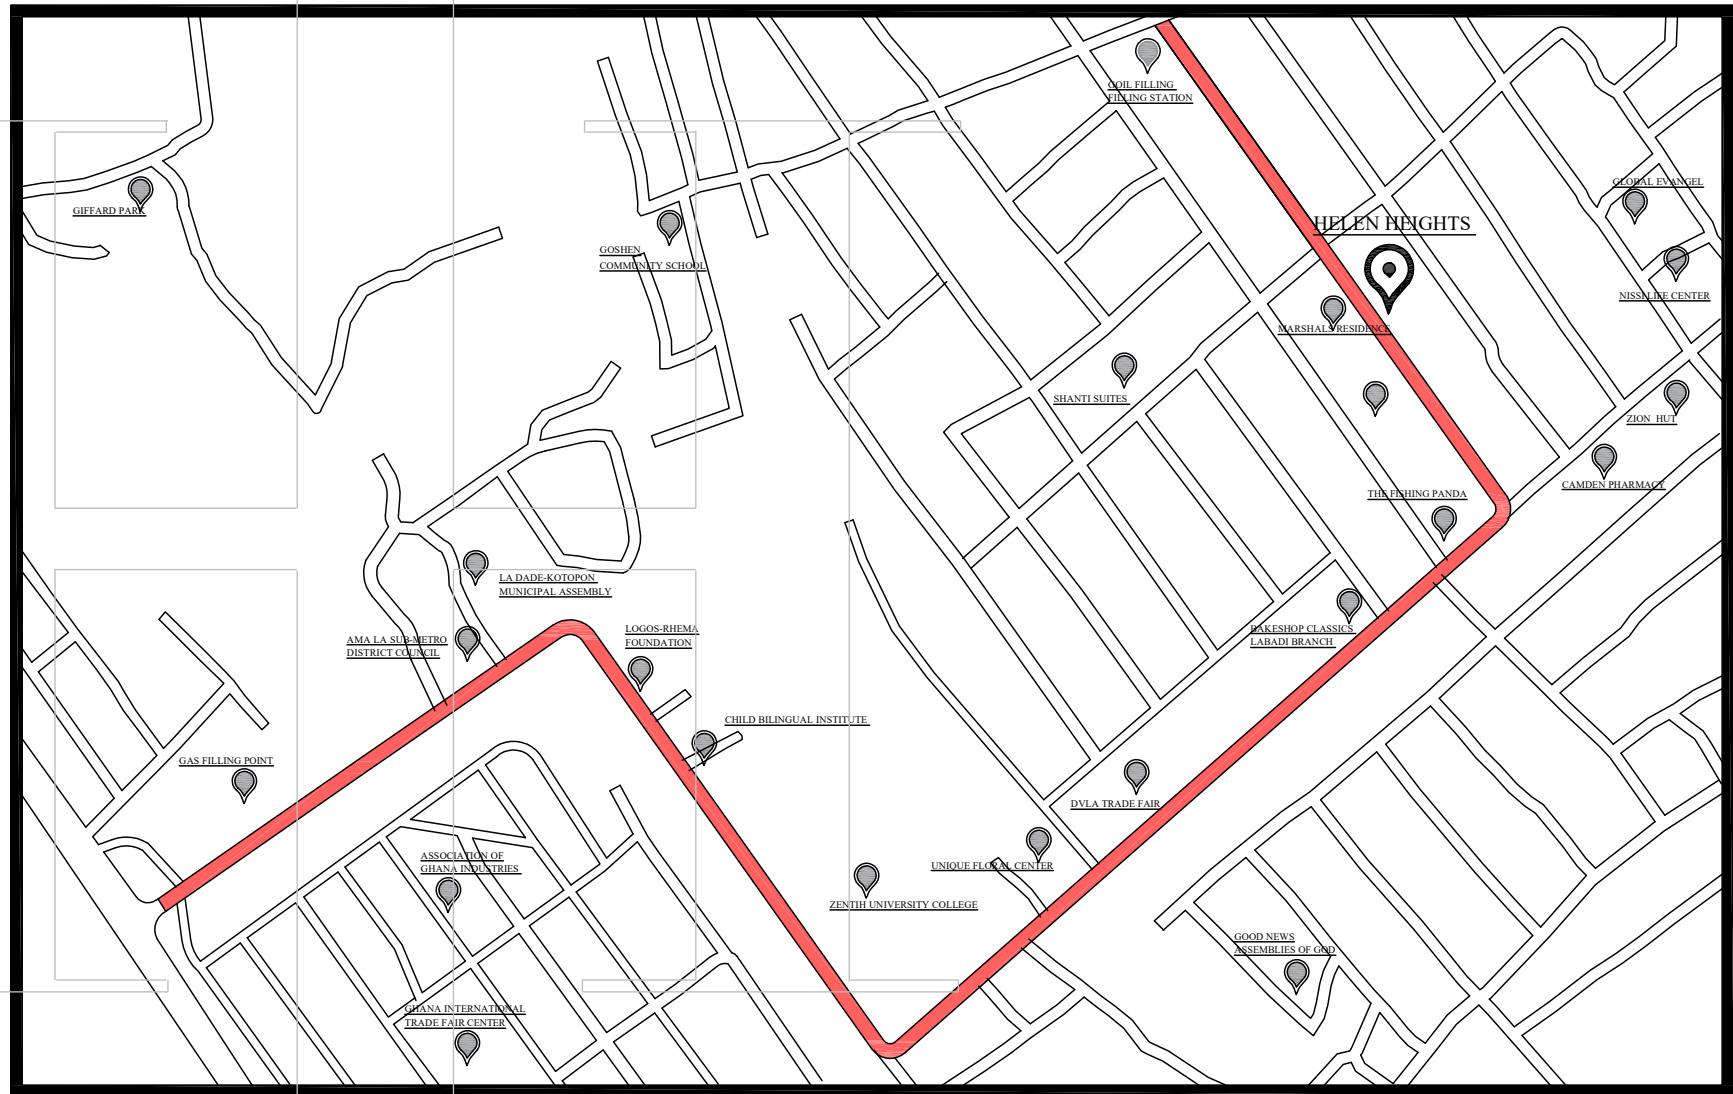 GOIL FILLING
FILLING STATION
GLOBAL EVANGEL
GIFFARD PARK
HELEN HEIGHTS
GOSHEN
COMMUNITY SCHOOL
NISSI LIFE CENTER
MARSHALS RESIDENCE
SHANTI SUITES
ZION HUT
CAMDEN PHARMACY
THE FISHING PANDA
LA DADE-KOTOPON
MUNICIPAL ASSEMBLY
LOGOS-RHEMA
FOUNDATION
AMA LA SUB-METRO
DISTRICT COUNCIL
BAKESHOP CLASSICS
LABADI BRANCH
CHILD BILINGUAL INSTITUTE
GAS FILLING POINT
DVLA TRADE FAIR
ASSOCIATION OF
GHANA INDUSTRIES
UNIQUE FLORAL CENTER
ZENTIH UNIVERSITY COLLEGE
GOOD NEWS
ASSEMBLIES OF GOD
GHANA INTERNATIONAL
TRADE FAIR CENTER